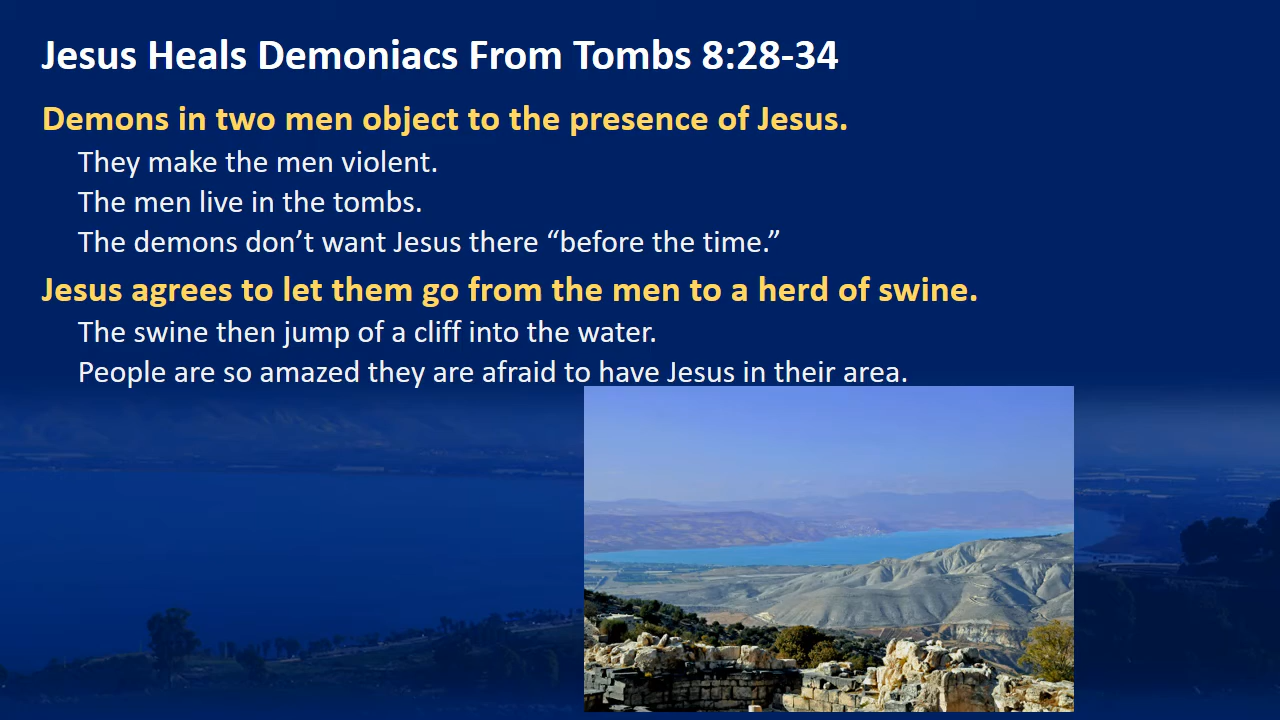 Jesus Heals Demoniacs From Tombs 8:28-34
Demons in two men object to the presence of Jesus.
They make the men violent.
The men live in the tombs.
The demons don’t want Jesus there “before the time.”
Jesus agrees to let them go from the men to a herd of swine.
The swine then jump of a cliff into the water.
People are so amazed they are afraid to have Jesus in their area.